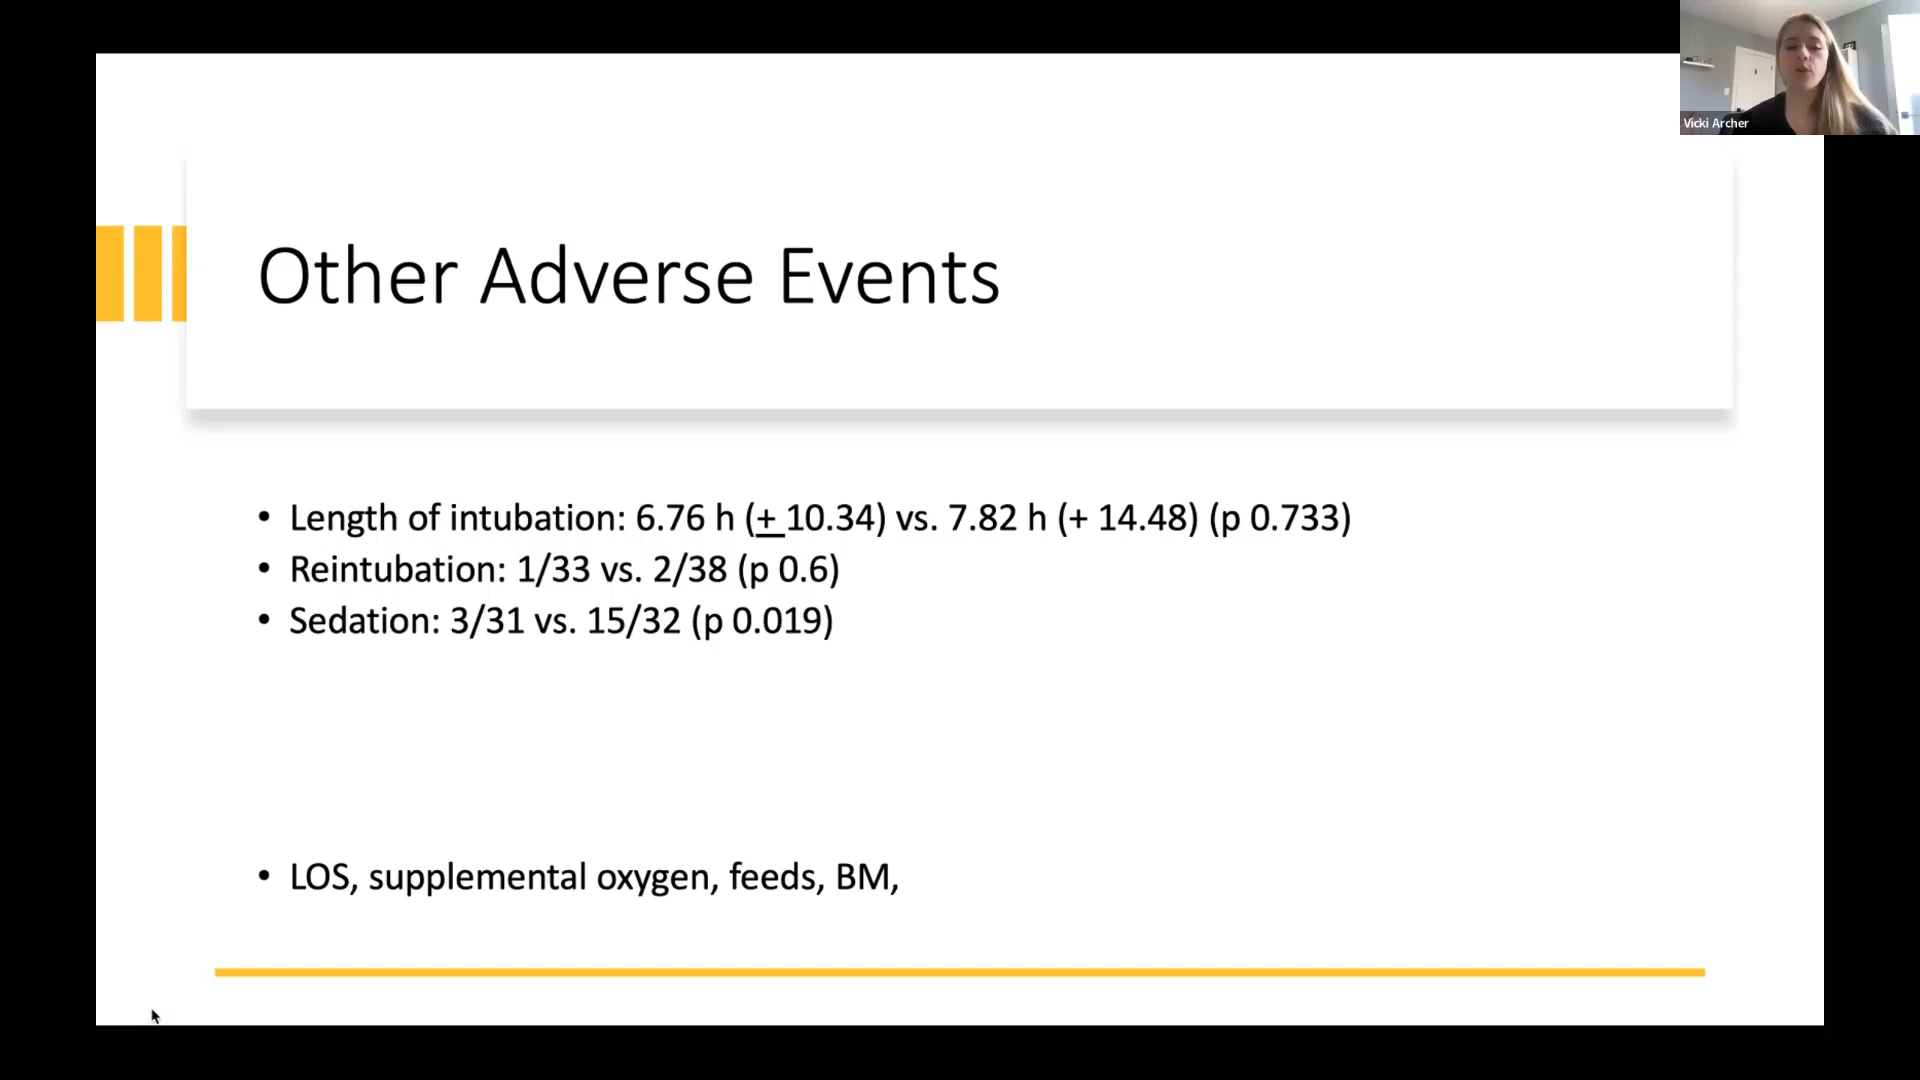 Vicki Archer
Other Adverse Events
• Length of intubation: 6.76 h (+ 10.34) vs. 7.82 h (+ 14.48) (p 0.733)
• Reintubation: 1/33 vs. 2/38 (p 0.6)
• Sedation: 3/31 vs. 15/32 (p 0.019)
• LOS, supplemental oxygen, feeds, BM,